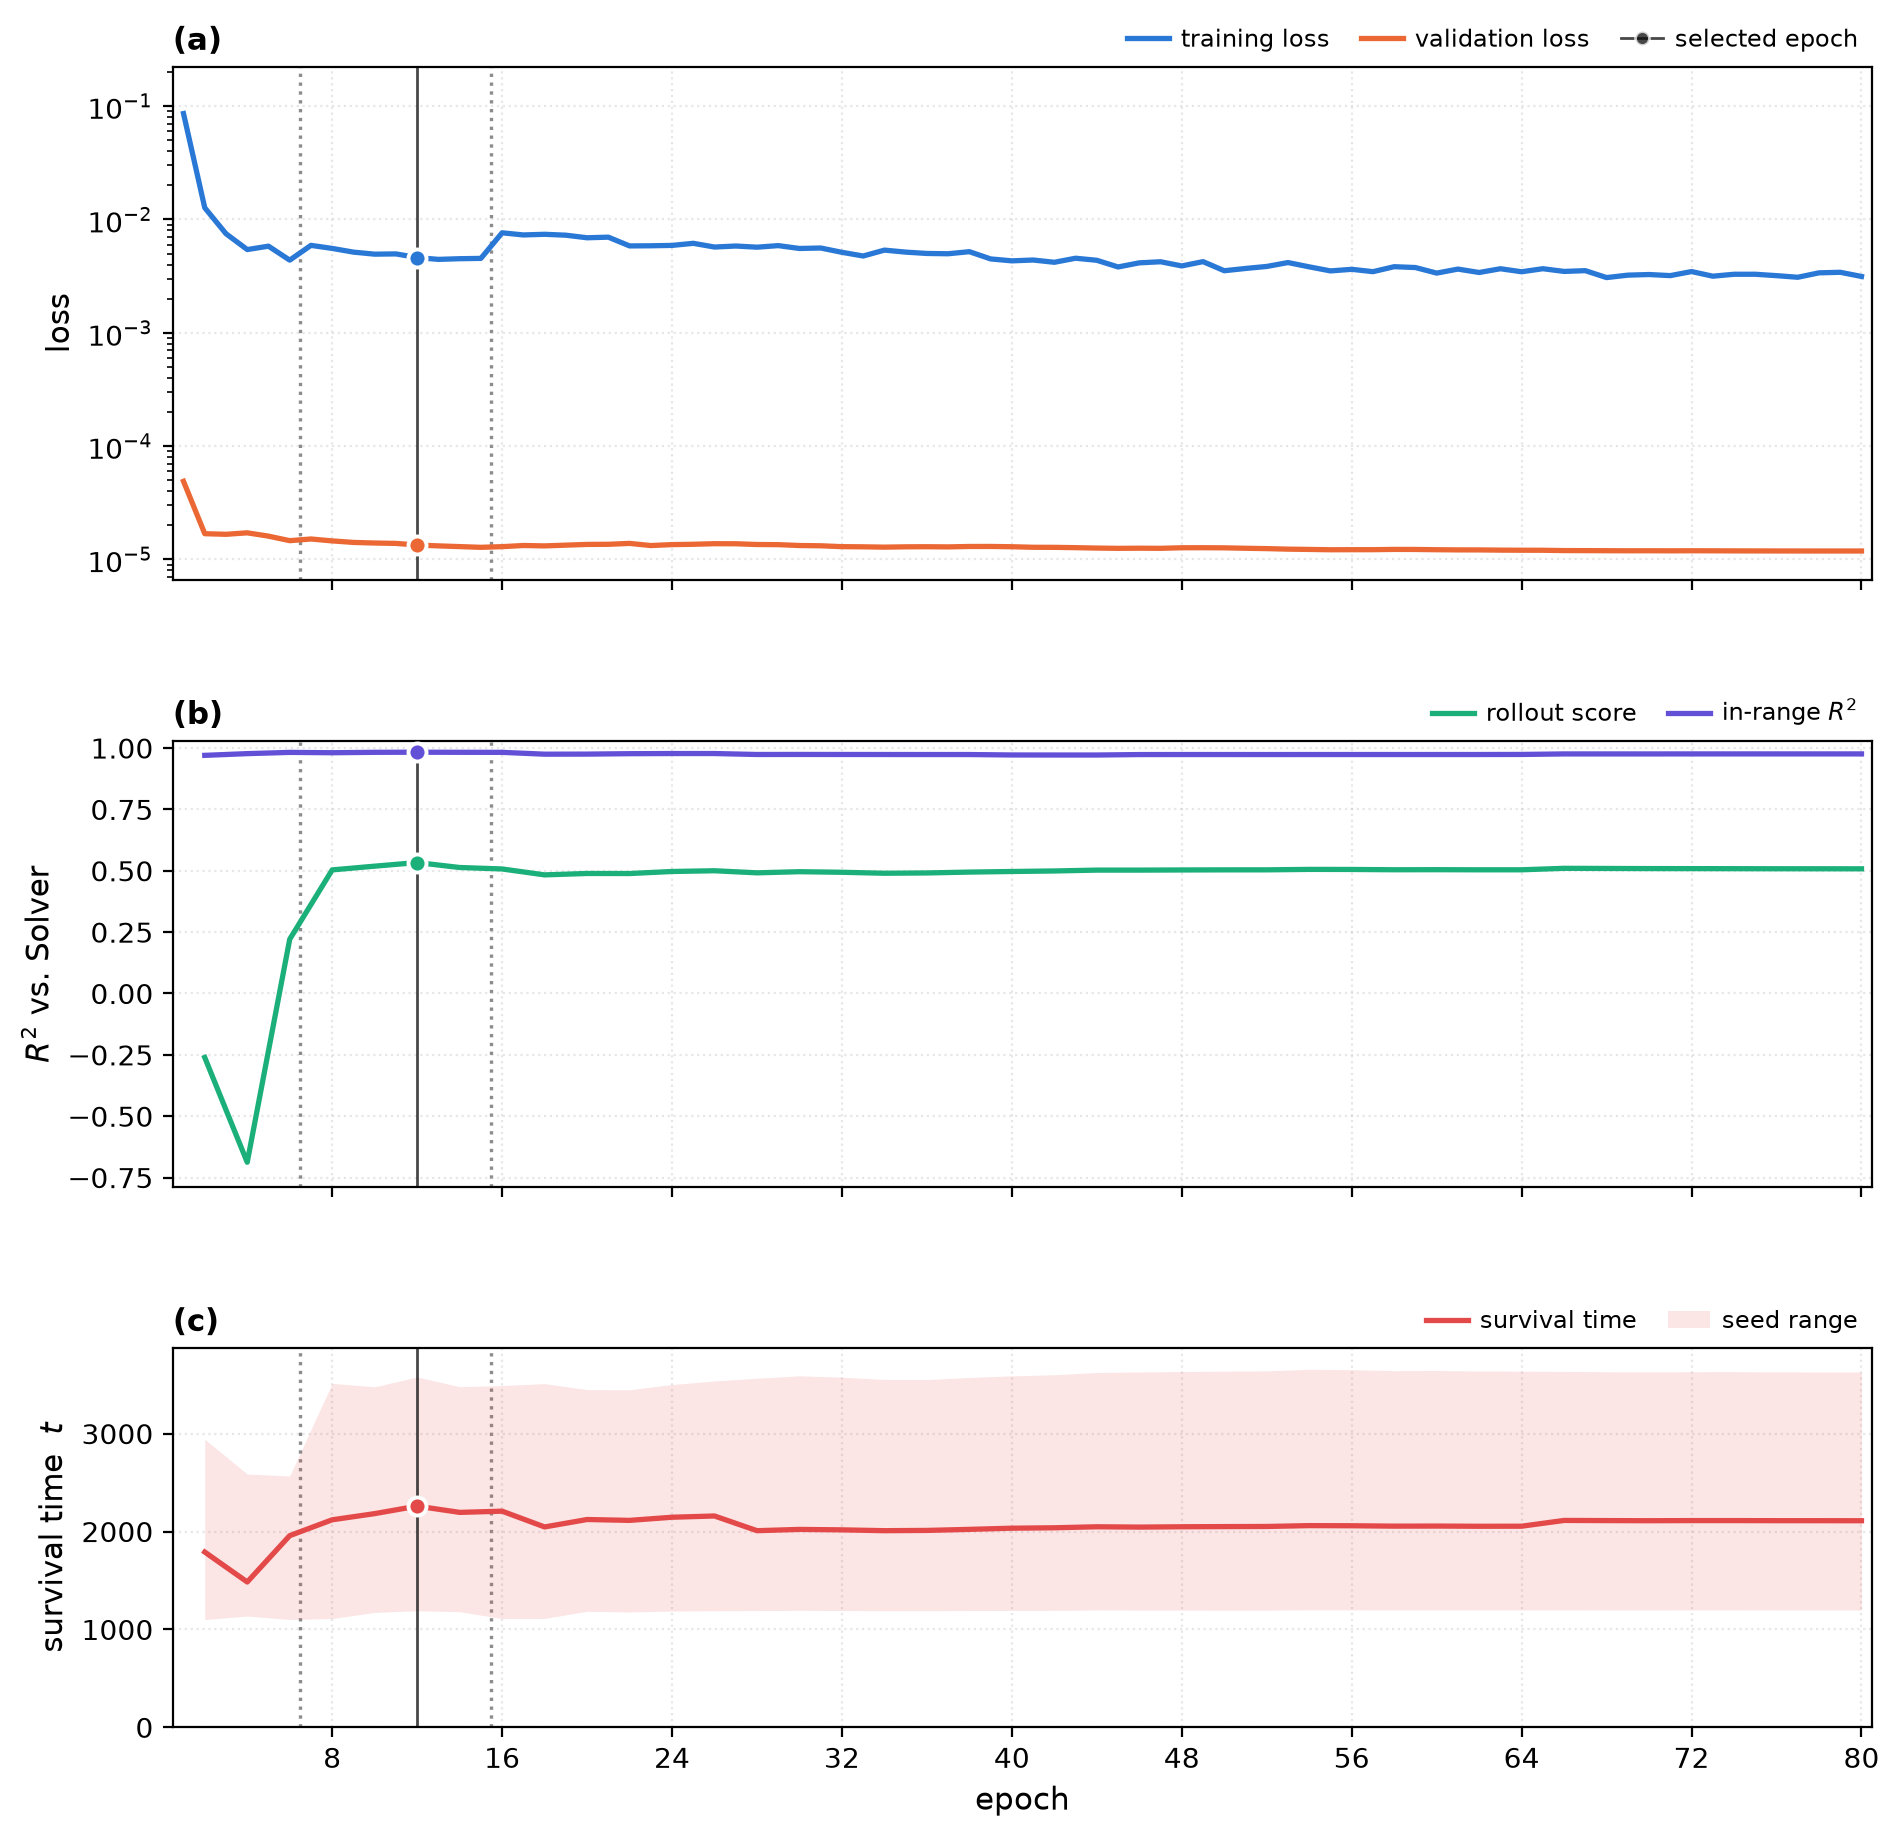 (a) training loss validation loss selected epoch
10⁻¹
10⁻²
10⁻³
10⁻⁴
10⁻⁵
loss
(b) rollout score in-range R²
1.00
0.75
0.50
0.25
0.00
−0.25
−0.50
−0.75
R² vs. Solver
(c) survival time seed range
3000
2000
1000
0
survival time t
8 16 24 32 40 48 56 64 72 80
epoch